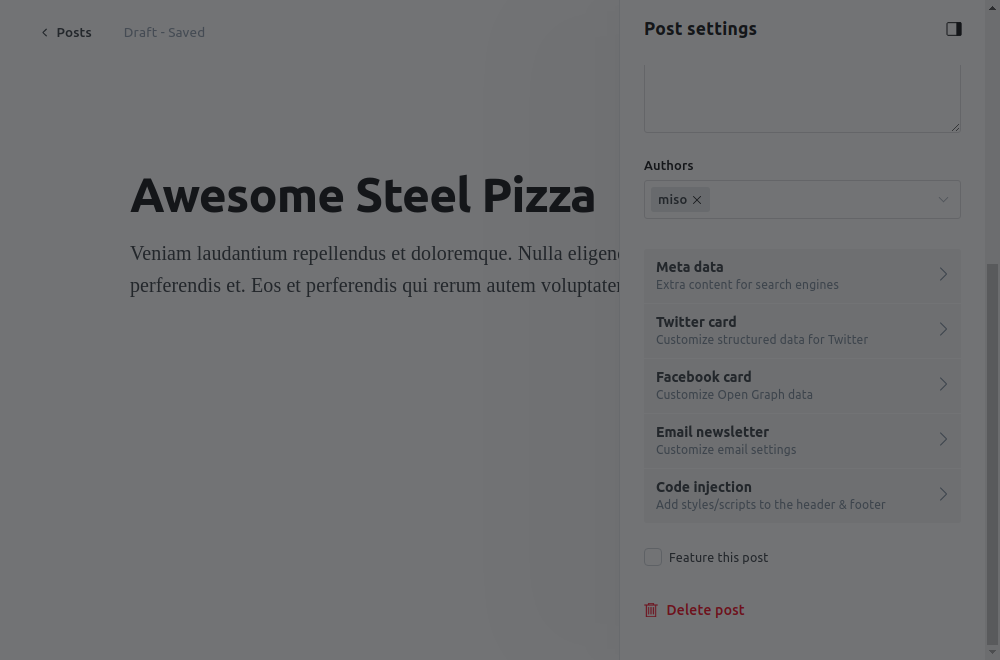 Posts
Draft - Saved
Post settings
Authors
miso
Awesome Steel Pizza
Veniam laudantium repellendus et doloremque. Nulla
perferendis et. Eos et perferendis qui rerum autem
Meta data
Extra content for search engines
Twitter card
Customize structured data for Twitter
Facebook card
Customize Open Graph data
Email newsletter
Customize email settings
Code injection
Add styles/scripts to the header & footer
Feature this post
Delete post